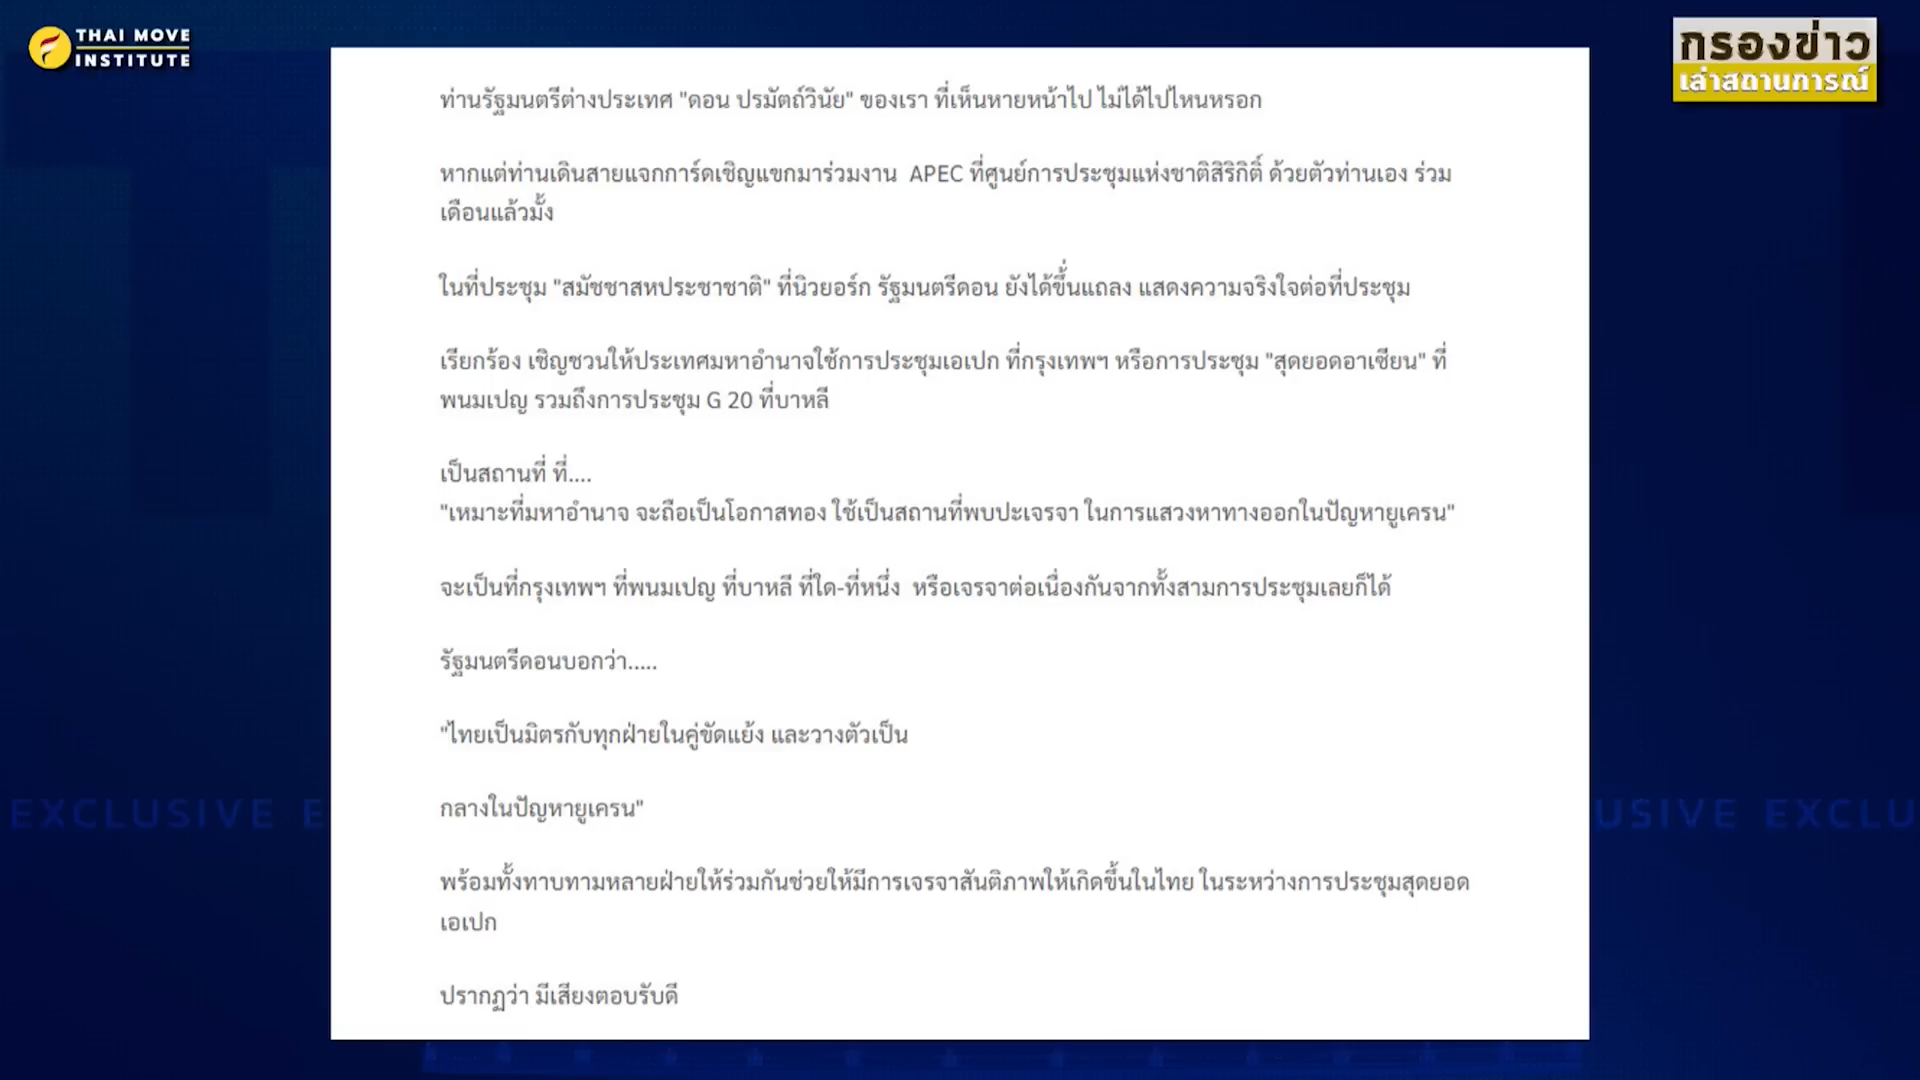 THAI MOVE
INSTITUTE
กรองข่าว
เล่าสถานการณ์
ท่านรัฐมนตรีต่างประเทศ "ดอน ปรมัตถ์วินัย" ของเรา ที่เห็นหายหน้าไป ไม่ได้ไปไหนหรอก
หากแต่ท่านเดินสายแจกการ์ดเชิญแขกมาร่วมงาน APEC ที่ศูนย์การประชุมแห่งชาติสิริกิติ์ ด้วยตัวท่านเอง ร่วม
เดือนแล้วมั้ง
ในที่ประชุม "สมัชชาสหประชาชาติ" ที่นิวยอร์ก รัฐมนตรีดอน ยังได้ขึ้นแถลง แสดงความจริงใจต่อที่ประชุม
เรียกร้อง เชิญชวนให้ประเทศมหาอำนาจใช้การประชุมเอเปก ที่กรุงเทพฯ หรือการประชุม "สุดยอดอาเซียน" ที่
พนมเปญ รวมถึงการประชุม G 20 ที่บาหลี
เป็นสถานที่ ที่....
"เหมาะที่มหาอำนาจ จะถือเป็นโอกาสทอง ใช้เป็นสถานที่พบปะเจรจา ในการแสวงหาทางออกในปัญหายูเครน"
จะเป็นที่กรุงเทพฯ ที่พนมเปญ ที่บาหลี ที่ใด-ที่หนึ่ง หรือเจรจาต่อเนื่องกันจากทั้งสามการประชุมเลยก็ได้
รัฐมนตรีดอนบอกว่า.....
"ไทยเป็นมิตรกับทุกฝ่ายในคู่ขัดแย้ง และวางตัวเป็น
กลางในปัญหายูเครน"
พร้อมทั้งทาบทามหลายฝ่ายให้ร่วมกันช่วยให้มีการเจรจาสันติภาพให้เกิดขึ้นในไทย ในระหว่างการประชุมสุดยอด
เอเปก
ปรากฏว่า มีเสียงตอบรับดี
EXCLUSIVE E
USIVE EXCLU